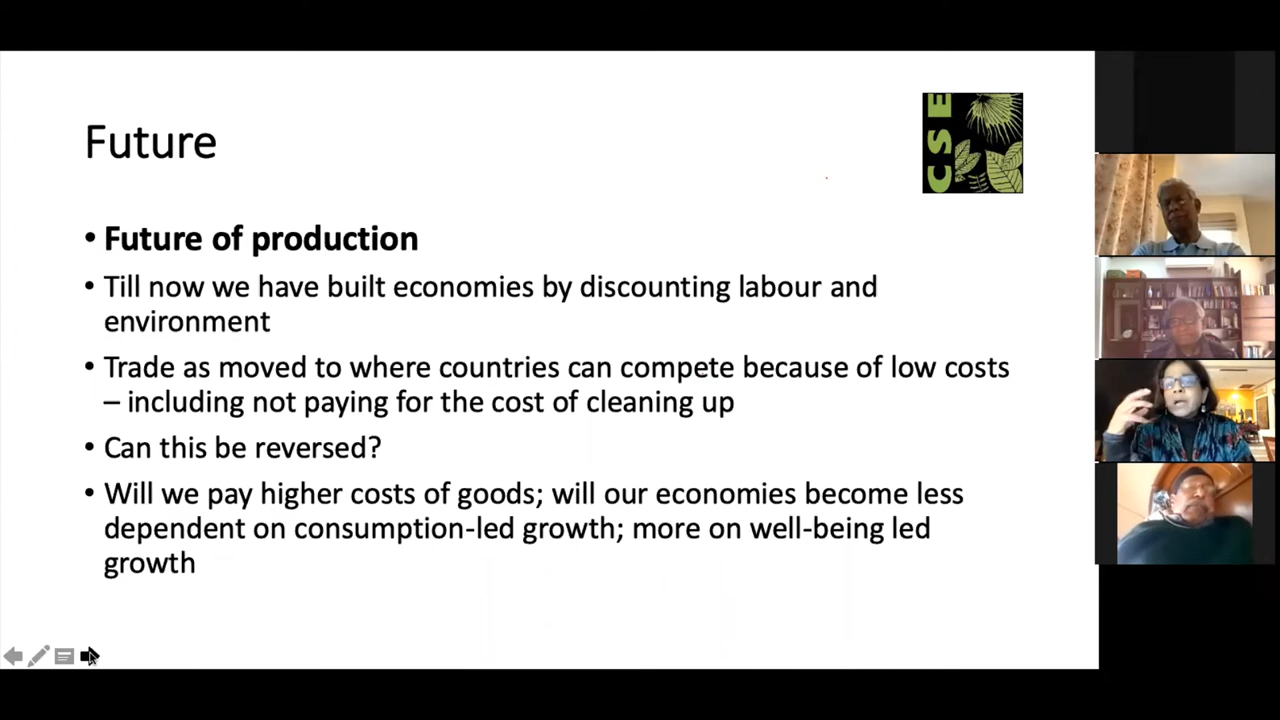 Future
CSE
• Future of production
• Till now we have built economies by discounting labour and
environment
• Trade as moved to where countries can compete because of low costs
– including not paying for the cost of cleaning up
• Can this be reversed?
• Will we pay higher costs of goods; will our economies become less
dependent on consumption-led growth; more on well-being led
growth